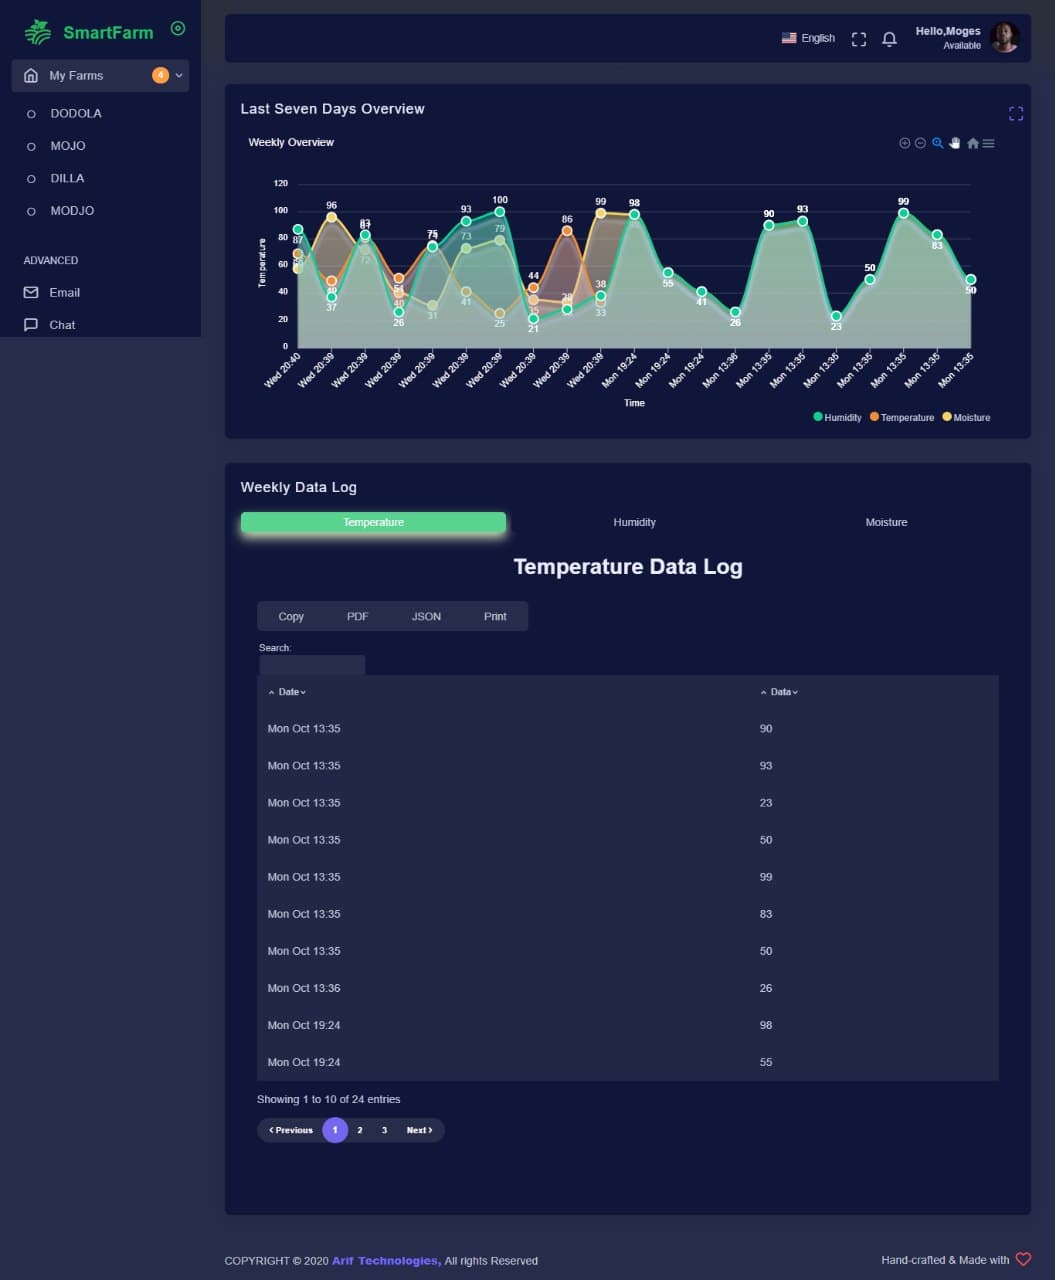 SmartFarm
English
Hello,Moges
Available
My Farms 4
DODOLA
MOJO
DILLA
MODJO
ADVANCED
Email
Chat
Last Seven Days Overview
Weekly Overview
Temperature
120
100
80
60
40
20
0
87
96
37
83
72
51
40
26
75
74
31
93
73
41
100
79
25
44
35
21
86
28
99
38
33
98
55
41
26
90
93
23
50
99
83
50
Wed 20:40
Wed 20:39
Wed 20:39
Wed 20:39
Wed 20:39
Wed 20:39
Wed 20:39
Wed 20:39
Wed 20:39
Wed 20:39
Mon 19:24
Mon 19:24
Mon 19:24
Mon 13:36
Mon 13:35
Mon 13:35
Mon 13:35
Mon 13:35
Mon 13:35
Mon 13:35
Mon 13:35
Time
Humidity Temperature Moisture
Weekly Data Log
Temperature Humidity Moisture
Temperature Data Log
Copy PDF JSON Print
Search:
Date Data
Mon Oct 13:35 90
Mon Oct 13:35 93
Mon Oct 13:35 23
Mon Oct 13:35 50
Mon Oct 13:35 99
Mon Oct 13:35 83
Mon Oct 13:35 50
Mon Oct 13:36 26
Mon Oct 19:24 98
Mon Oct 19:24 55
Showing 1 to 10 of 24 entries
Previous 1 2 3 Next
COPYRIGHT © 2020 Arif Technologies, All rights Reserved
Hand-crafted & Made with